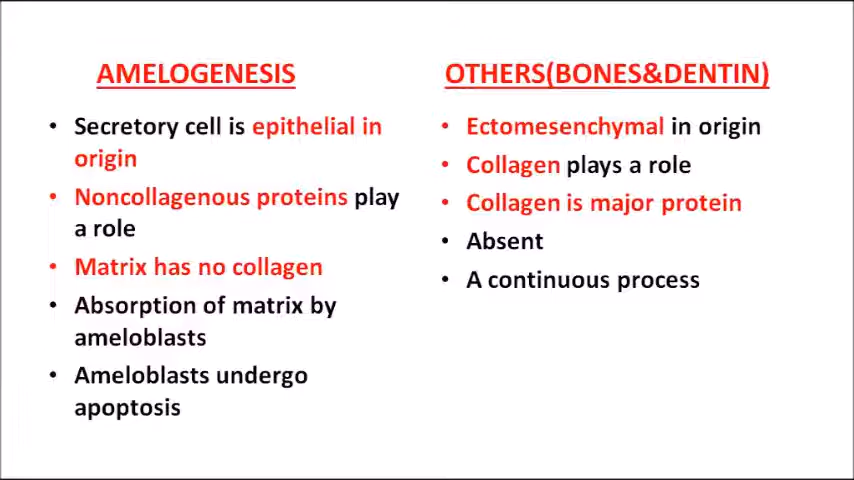 AMELOGENESIS
• Secretory cell is epithelial in
origin
• Noncollagenous proteins play
a role
• Matrix has no collagen
• Absorption of matrix by
ameloblasts
• Ameloblasts undergo
apoptosis
OTHERS(BONES&DENTIN)
• Ectomesenchymal in origin
• Collagen plays a role
• Collagen is major protein
• Absent
• A continuous process